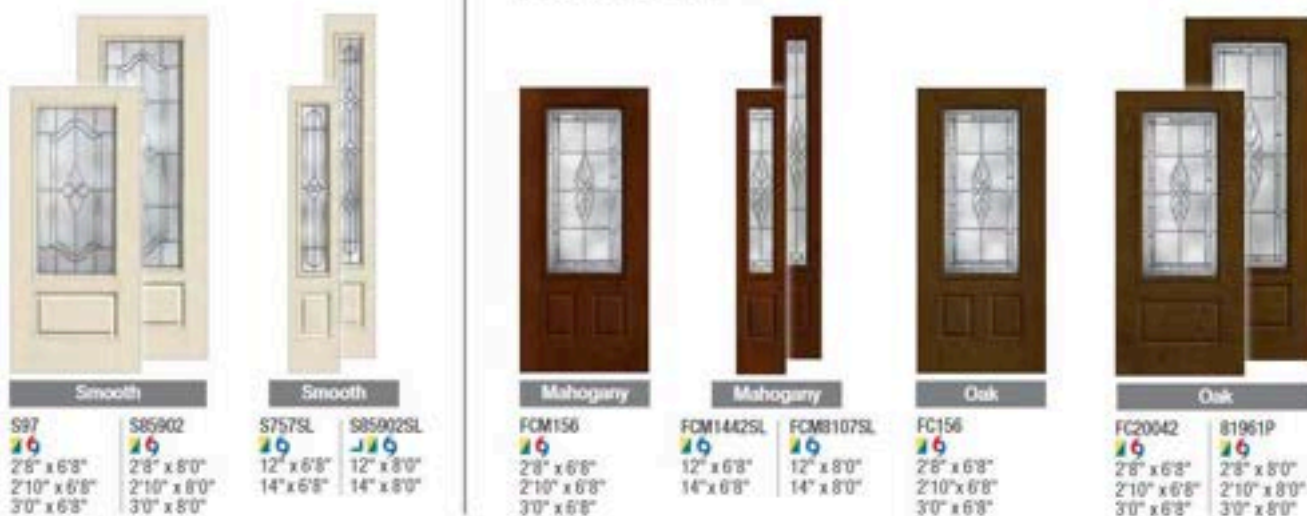 Smooth
S97
2'8" x 6'8"
2'10" x 6'8"
3'0" x 6'8"
S85902
2'8" x 8'0"
2'10" x 8'0"
3'0" x 8'0"
Smooth
S757SL
12" x 6'8"
14" x 6'8"
S85902SL
12" x 8'0"
14" x 8'0"
Mahogany
FCM156
2'8" x 6'8"
2'10" x 6'8"
3'0" x 6'8"
Mahogany
FCM1442SL
12" x 6'8"
14" x 6'8"
FCM8107SL
12" x 8'0"
14" x 8'0"
Oak
FC156
2'8" x 6'8"
2'10"x 6'8"
3'0" x 6'8"
Oak
FC20042
2'8" x 6'8"
2'10" x 6'8"
3'0" x 6'8"
81961P
2'8" x 8'0"
2'10" x 8'0"
3'0" x 8'0"